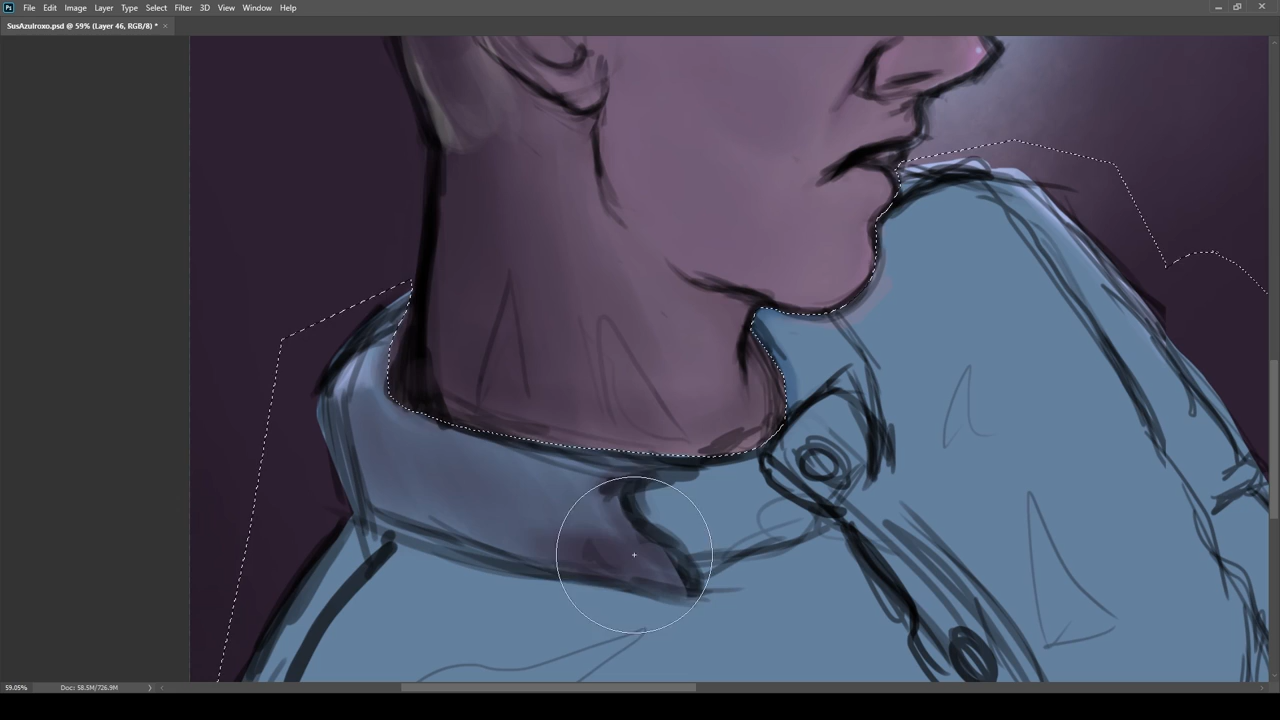 Ps File Edit Image Layer Type Select Filter 3D View Window Help
SusAzulroxo.psd @ 59% (Layer 46, RGB/8) * ×
59.05% Doc: 58.5M/726.9M